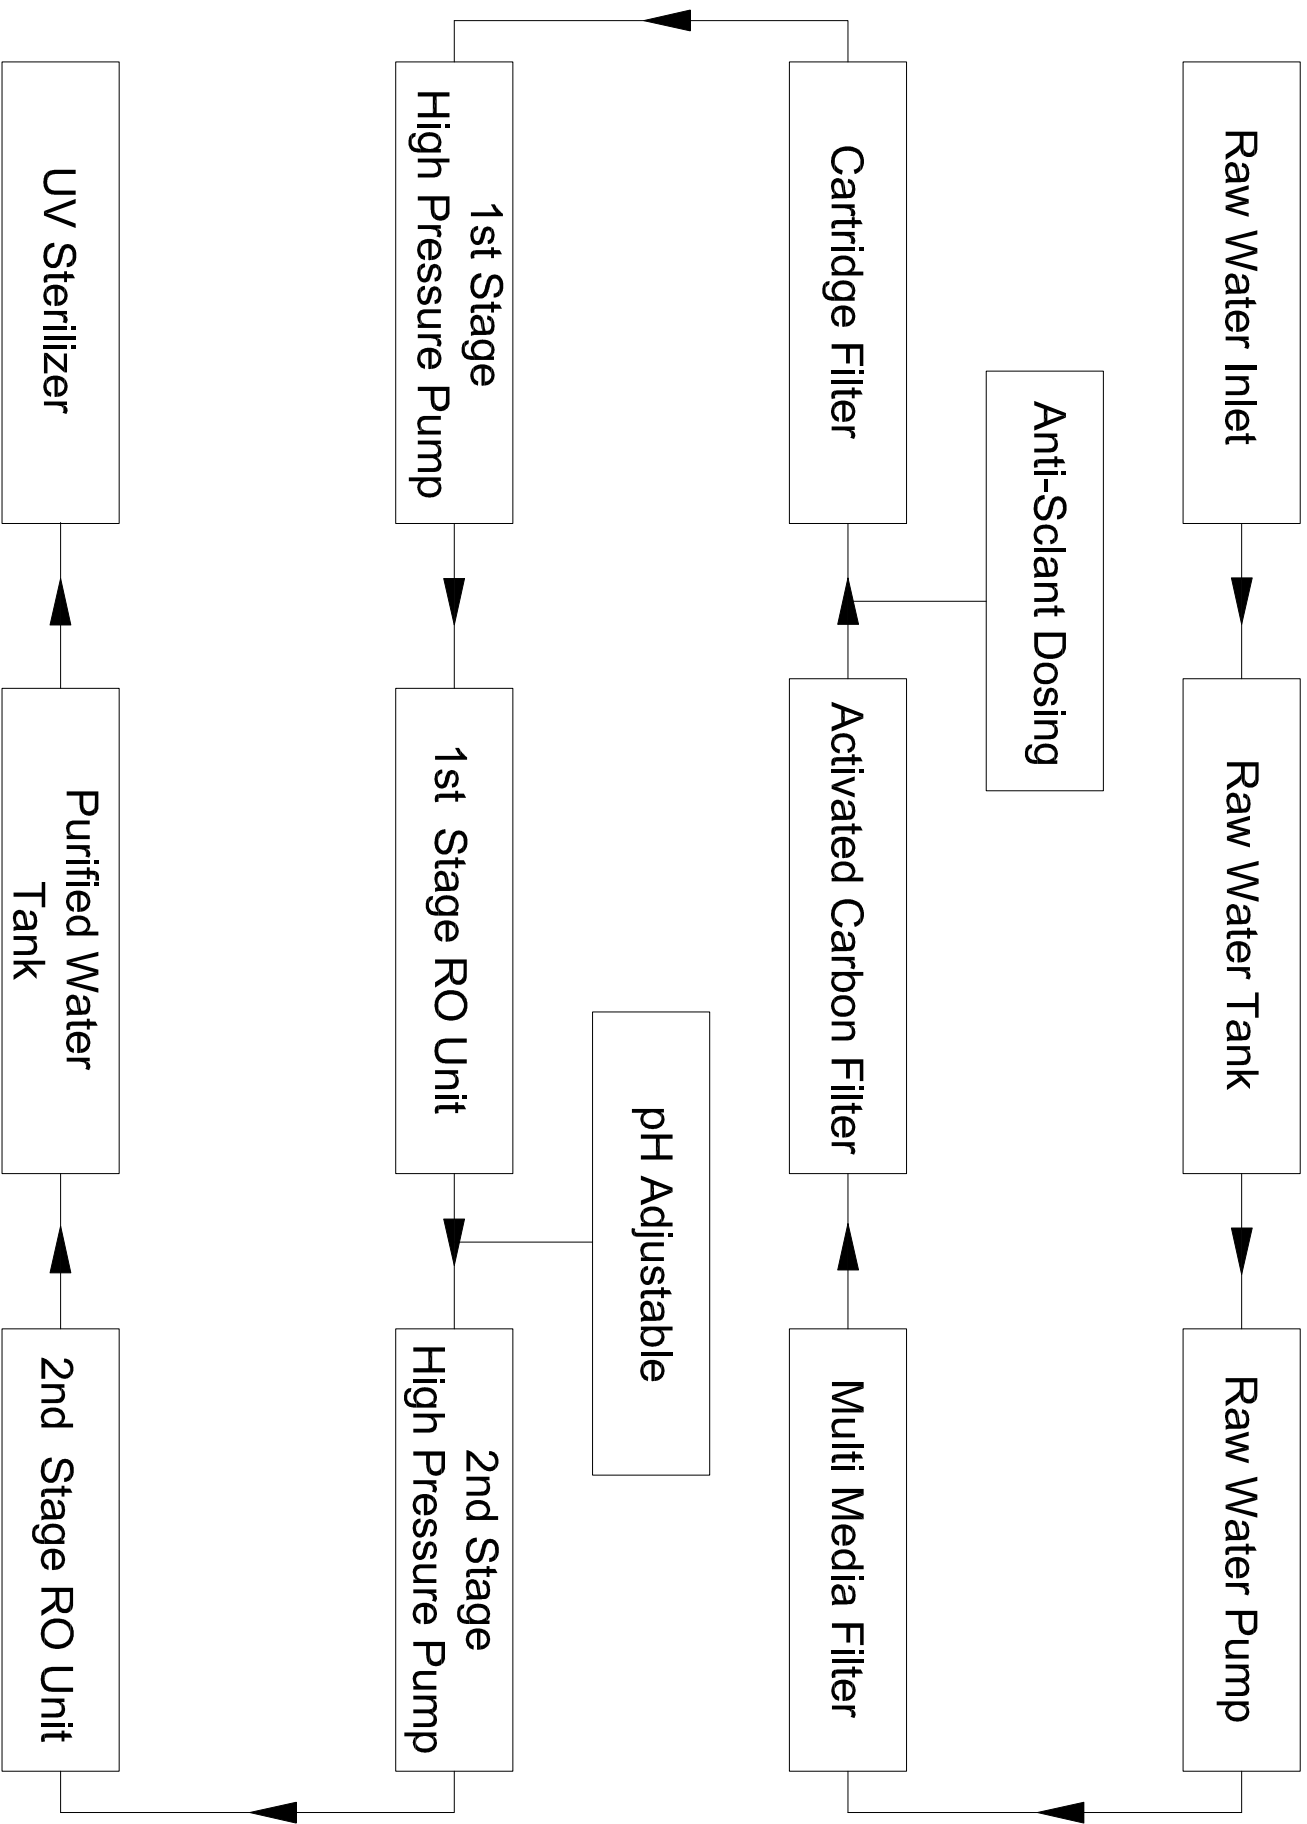 Raw Water Inlet
Raw Water Tank
Raw Water Pump
Anti-Sclant Dosing
Cartridge Filter
Activated Carbon Filter
Multi Media Filter
pH Adjustable
1st Stage
High Pressure Pump
1st Stage RO Unit
2nd Stage
High Pressure Pump
UV Sterilizer
Purified Water
Tank
2nd Stage RO Unit